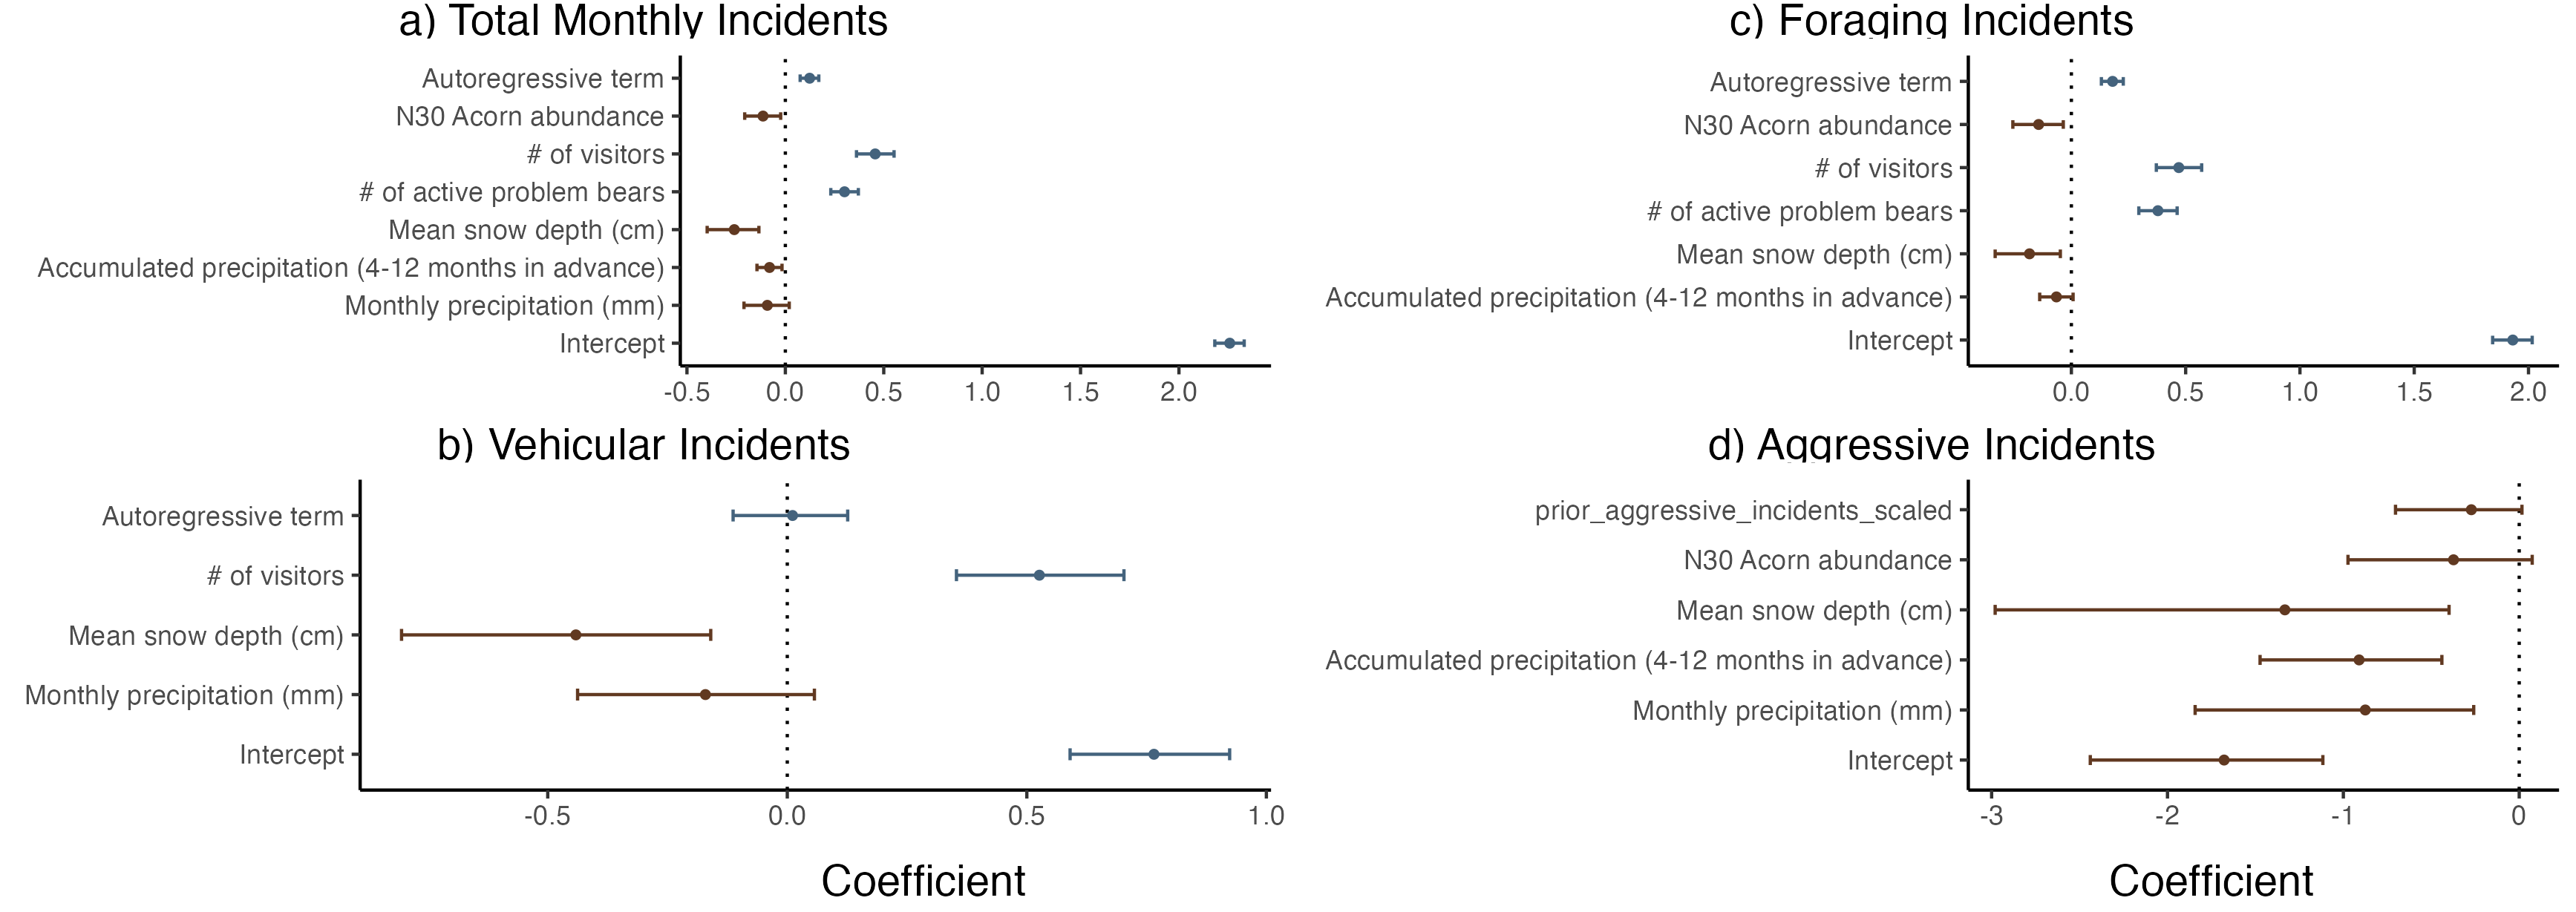 a) Total Monthly Incidents
Autoregressive term
N30 Acorn abundance
# of visitors
# of active problem bears
Mean snow depth (cm)
Accumulated precipitation (4-12 months in advance)
Monthly precipitation (mm)
Intercept
-0.5 0.0 0.5 1.0 1.5 2.0
c) Foraging Incidents
Autoregressive term
N30 Acorn abundance
# of visitors
# of active problem bears
Mean snow depth (cm)
Accumulated precipitation (4-12 months in advance)
Intercept
0.0 0.5 1.0 1.5 2.0
b) Vehicular Incidents
Autoregressive term
# of visitors
Mean snow depth (cm)
Monthly precipitation (mm)
Intercept
-0.5 0.0 0.5 1.0
Coefficient
d) Aggressive Incidents
prior_aggressive_incidents_scaled
N30 Acorn abundance
Mean snow depth (cm)
Accumulated precipitation (4-12 months in advance)
Monthly precipitation (mm)
Intercept
-3 -2 -1 0
Coefficient